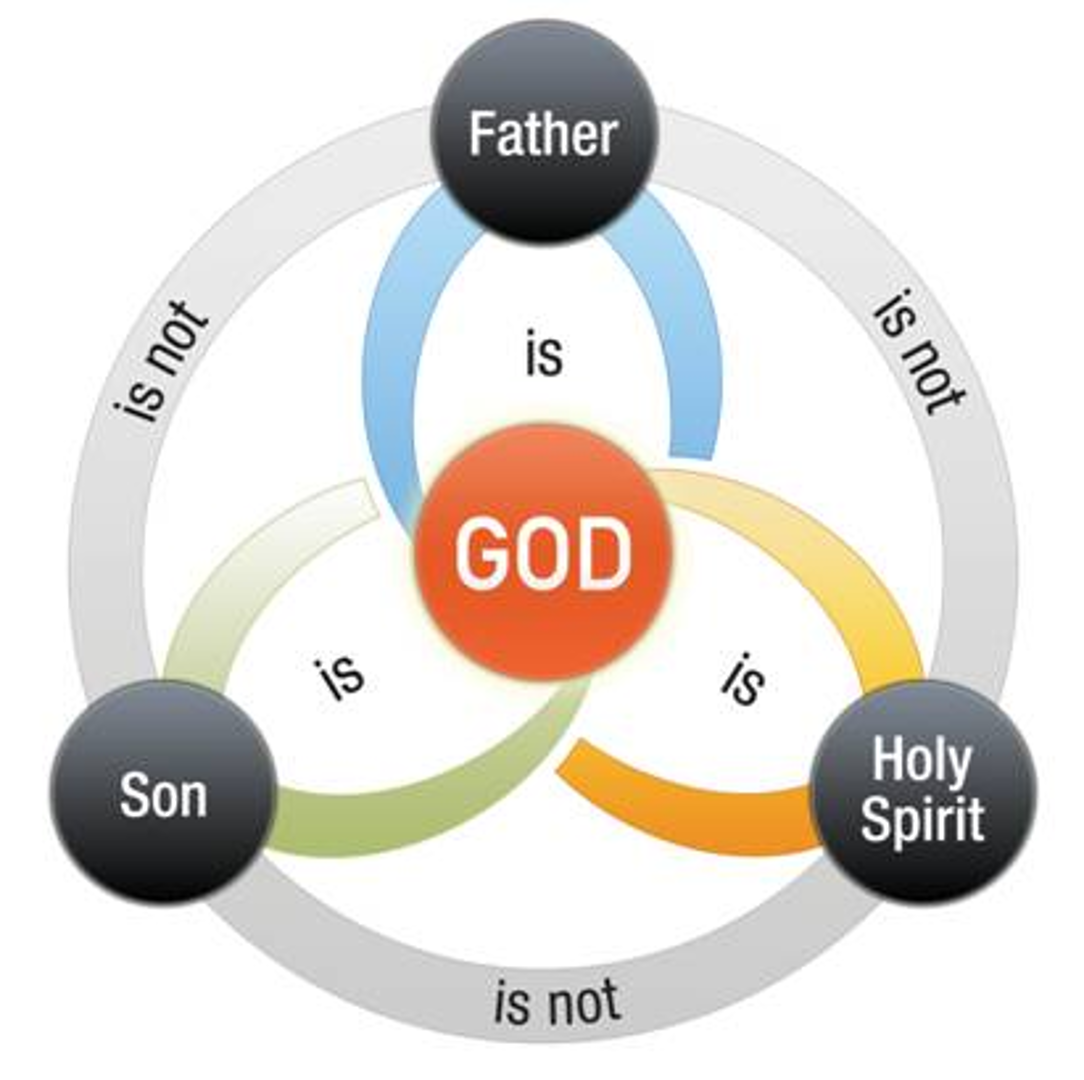 Father
is not
is not
is
GOD
is
is
Son
Holy
Spirit
is not